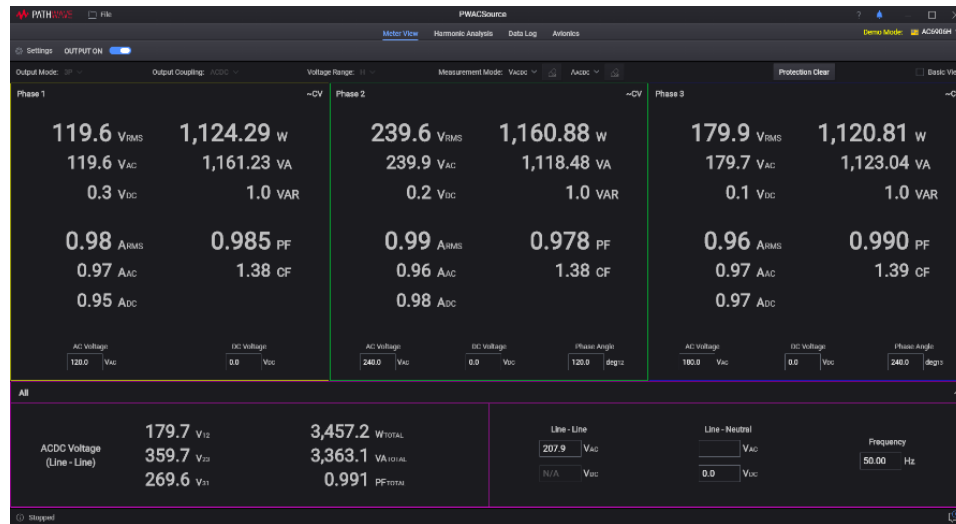 PATHWAVE File PWACSource ?
Meter View Harmonic Analysis Data Log Avionics Demo Mode: AC6906H
Settings OUTPUT ON
Output Mode: 3P Output Coupling: ACDC Voltage Range: Measurement Mode: VACDC AACDC Protection Clear Basic Vie
Phase 1 ~CV Phase 2 ~CV Phase 3 ~C
119.6 VRMS 1,124.29 W 239.6 VRMS 1,160.88 W 179.9 VRMS 1,120.81 W
119.6 VAC 1,161.23 VA 239.9 VAC 1,118.48 VA 179.7 VAC 1,123.04 VA
0.3 VDC 1.0 VAR 0.2 VDC 1.0 VAR 0.1 VDC 1.0 VAR
0.98 ARMS 0.985 PF 0.99 ARMS 0.978 PF 0.96 ARMS 0.990 PF
0.97 AAC 1.38 CF 0.96 AAC 1.38 CF 0.97 AAC 1.39 CF
0.95 ADC 0.98 ADC 0.97 ADC
AC Voltage DC Voltage AC Voltage DC Voltage Phase Angle AC Voltage DC Voltage Phase Angle
120.0 VAC 0.0 VDC 240.0 VAC 0.0 VDC 120.0 deg12 180.0 VAC 0.0 VDC 240.0 deg13
All
ACDC Voltage
(Line - Line)
179.7 V12 3,457.2 WTOTAL
359.7 V23 3,363.1 VATOTAL
269.6 V31 0.991 PFTOTAL
Line - Line Line - Neutral Frequency
207.9 VAC VAC 50.00 Hz
N/A VDC 0.0 VDC
Stopped